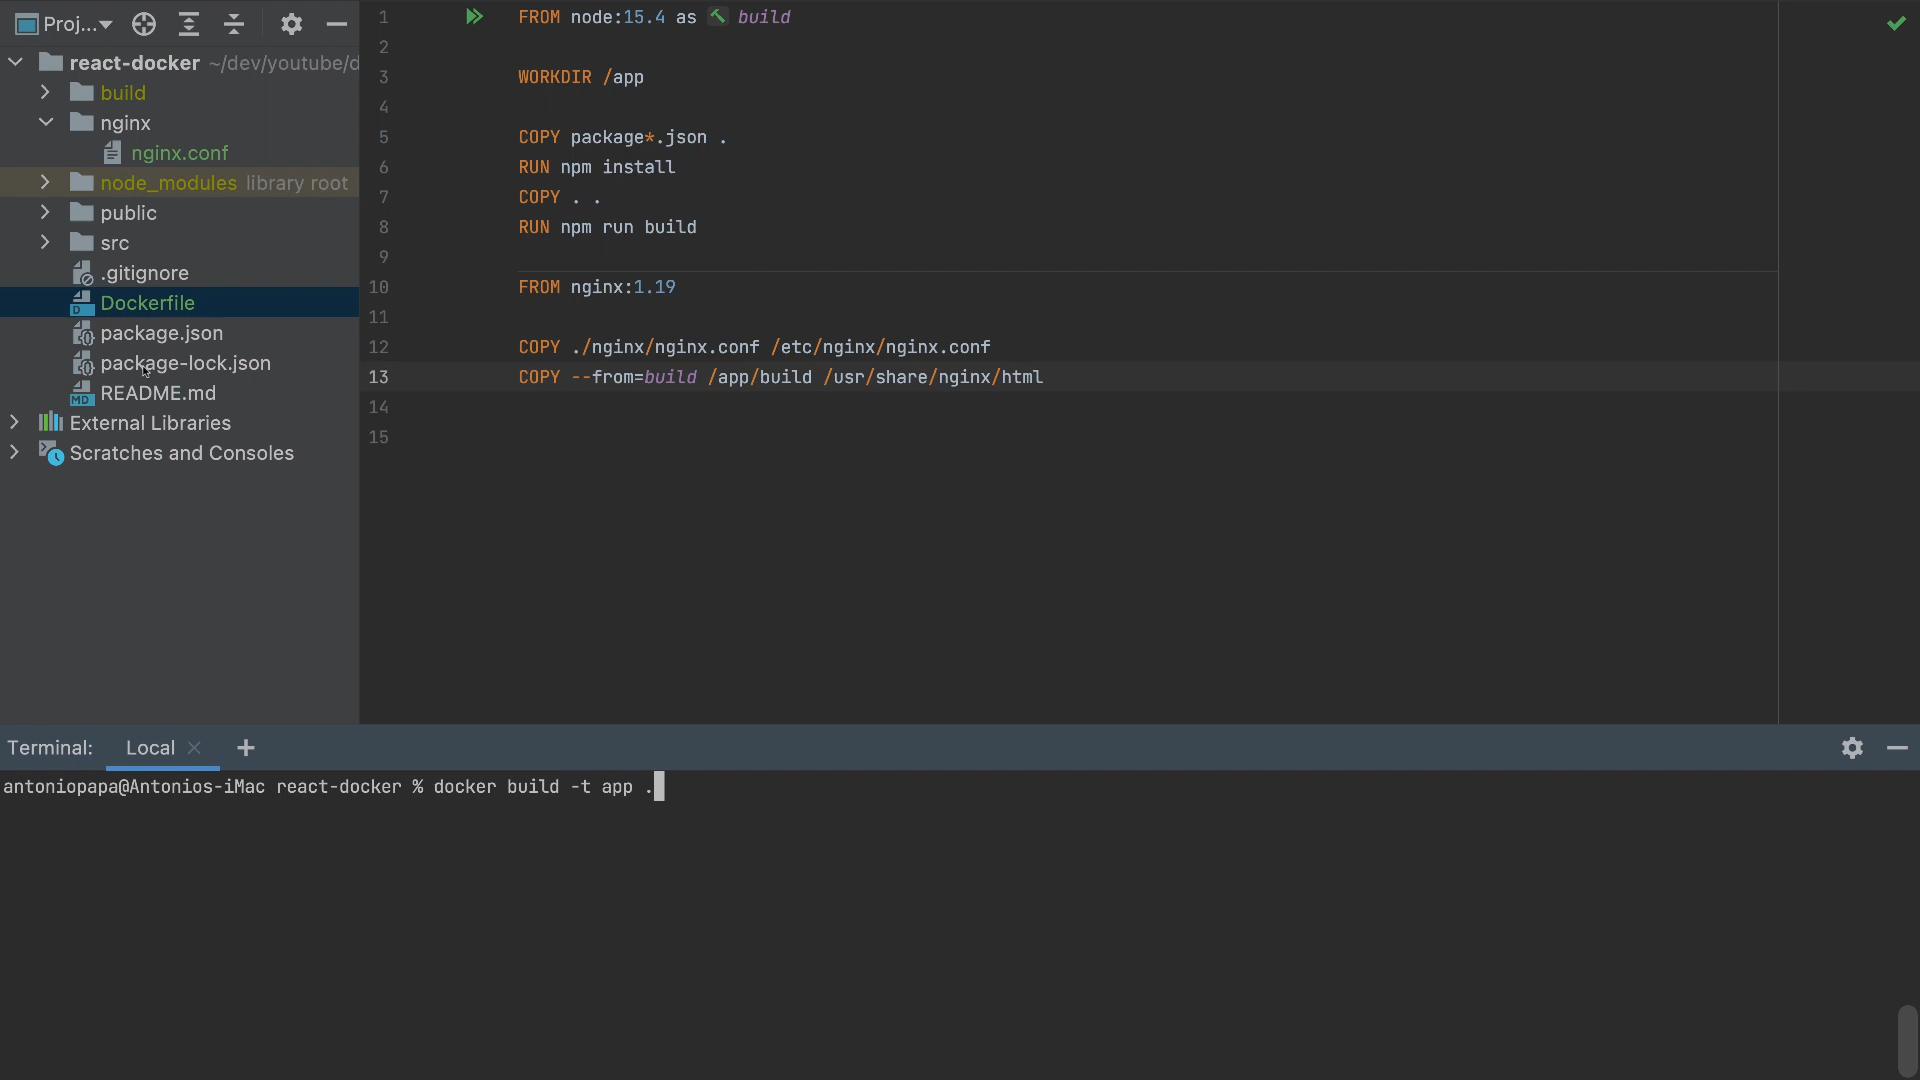 Proj...
react-docker ~/dev/youtube/d
build
nginx
nginx.conf
node_modules library root
public
src
.gitignore
Dockerfile
package.json
package-lock.json
README.md
External Libraries
Scratches and Consoles
1 FROM node:15.4 as build
2
3 WORKDIR /app
4
5 COPY package*.json .
6 RUN npm install
7 COPY . .
8 RUN npm run build
9
10 FROM nginx:1.19
11
12 COPY ./nginx/nginx.conf /etc/nginx/nginx.conf
13 COPY --from=build /app/build /usr/share/nginx/html
14
15
Terminal: Local
antoniopapa@Antonios-iMac react-docker % docker build -t app .